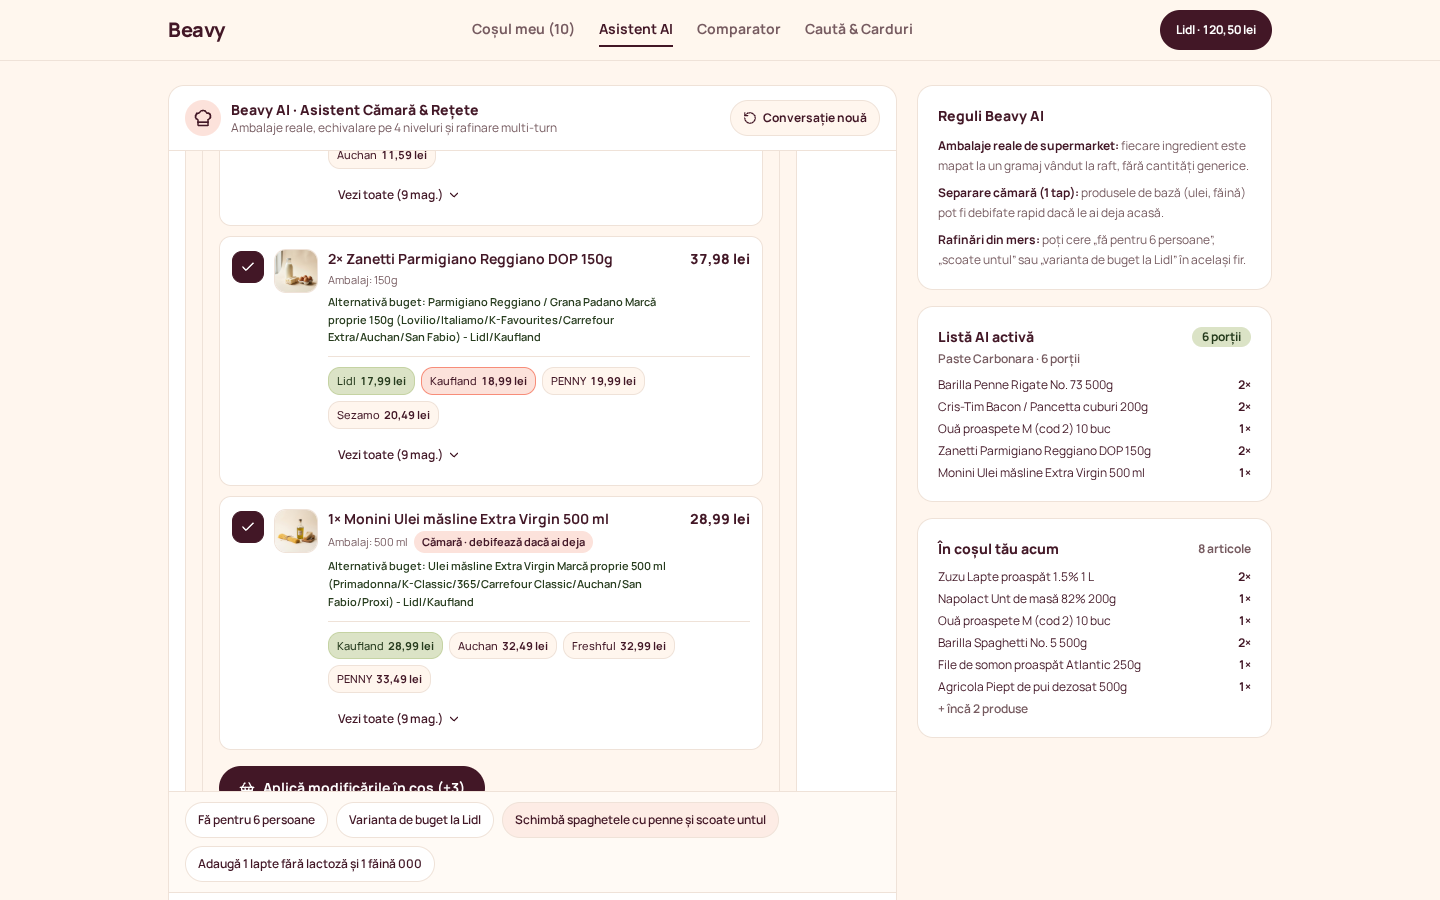 Beavy
Coșul meu (10)
Asistent AI
Comparator
Caută & Carduri
Lidl · 120,50 lei
Beavy AI · Asistent Cămară & Rețete
Ambalaje reale, echivalare pe 4 niveluri și rafinare multi-turn
Conversație nouă
Auchan 11,59 lei
Vezi toate (9 mag.)
2× Zanetti Parmigiano Reggiano DOP 150g
37,98 lei
Ambalaj: 150g
Alternativă buget: Parmigiano Reggiano / Grana Padano Marcă
proprie 150g (Lovilio/Italiamo/K-Favourites/Carrefour
Extra/Auchan/San Fabio) - Lidl/Kaufland
Lidl 17,99 lei
Kaufland 18,99 lei
PENNY 19,99 lei
Sezamo 20,49 lei
Vezi toate (9 mag.)
1× Monini Ulei măsline Extra Virgin 500 ml
28,99 lei
Ambalaj: 500 ml
Cămară · debifează dacă ai deja
Alternativă buget: Ulei măsline Extra Virgin Marcă proprie 500 ml
(Primadonna/K-Classic/365/Carrefour Classic/Auchan/San
Fabio/Proxi) - Lidl/Kaufland
Kaufland 28,99 lei
Auchan 32,49 lei
Freshful 32,99 lei
PENNY 33,49 lei
Vezi toate (9 mag.)
Aplică modificările în coș (+3)
Fă pentru 6 persoane
Varianta de buget la Lidl
Schimbă spaghetele cu penne și scoate untul
Adaugă 1 lapte fără lactoză și 1 făină 000
Reguli Beavy AI
Ambalaje reale de supermarket: fiecare ingredient este
mapat la un gramaj vândut la raft, fără cantități generice.
Separare cămară (1 tap): produsele de bază (ulei, făină)
pot fi debifate rapid dacă le ai deja acasă.
Rafinări din mers: poți cere „fă pentru 6 persoane”,
„scoate untul” sau „varianta de buget la Lidl” în același fir.
Listă AI activă
6 porții
Paste Carbonara · 6 porții
Barilla Penne Rigate No. 73 500g 2×
Cris-Tim Bacon / Pancetta cuburi 200g 2×
Ouă proaspete M (cod 2) 10 buc 1×
Zanetti Parmigiano Reggiano DOP 150g 2×
Monini Ulei măsline Extra Virgin 500 ml 1×
În coșul tău acum
8 articole
Zuzu Lapte proaspăt 1.5% 1 L 2×
Napolact Unt de masă 82% 200g 1×
Ouă proaspete M (cod 2) 10 buc 1×
Barilla Spaghetti No. 5 500g 2×
File de somon proaspăt Atlantic 250g 1×
Agricola Piept de pui dezosat 500g 1×
+ încă 2 produse